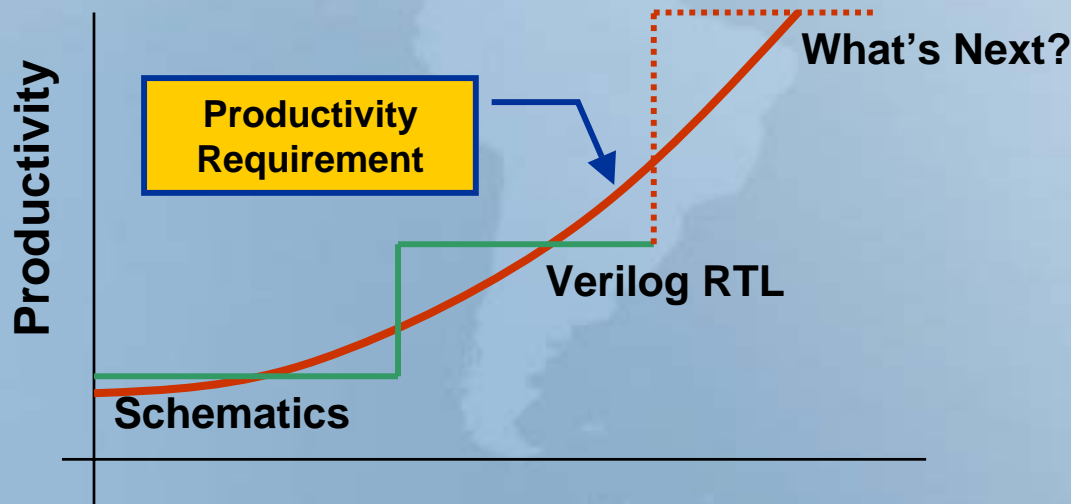 What's Next?
Productivity
Requirement
Productivity
Verilog RTL
Schematics